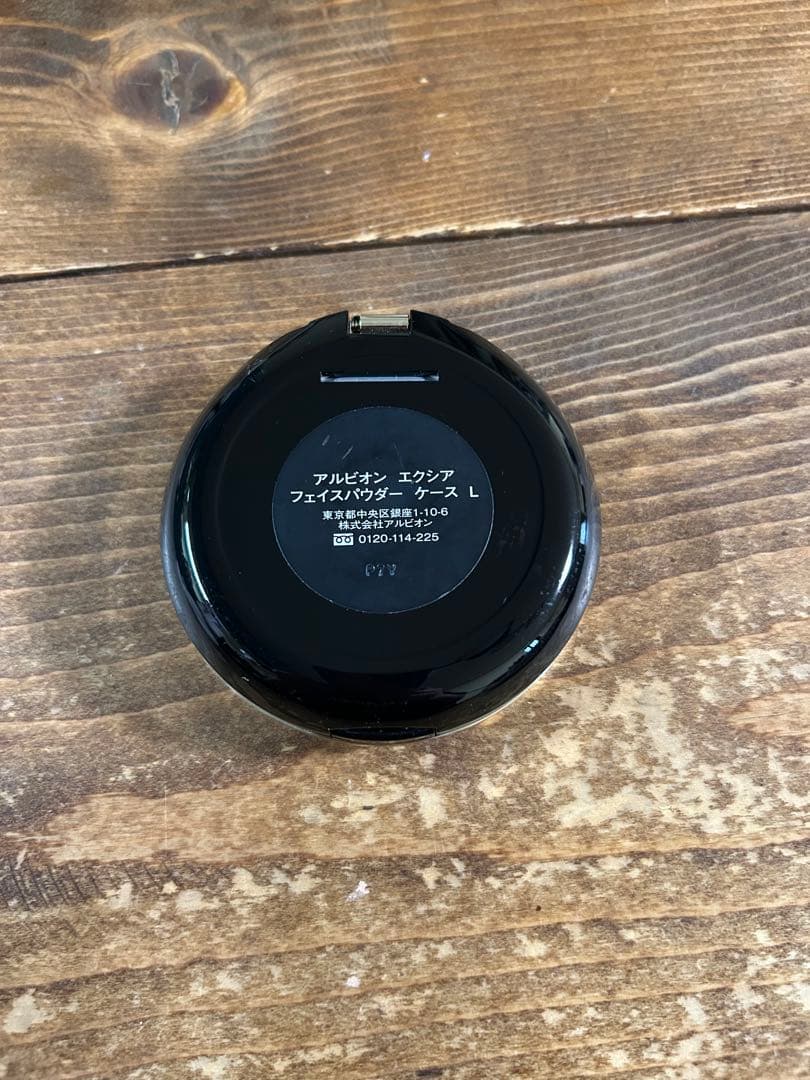 アルビオン エクシア
フェイスパウダー ケース L
東京都中央区銀座1-10-6
株式会社アルビオン
0120-114-225